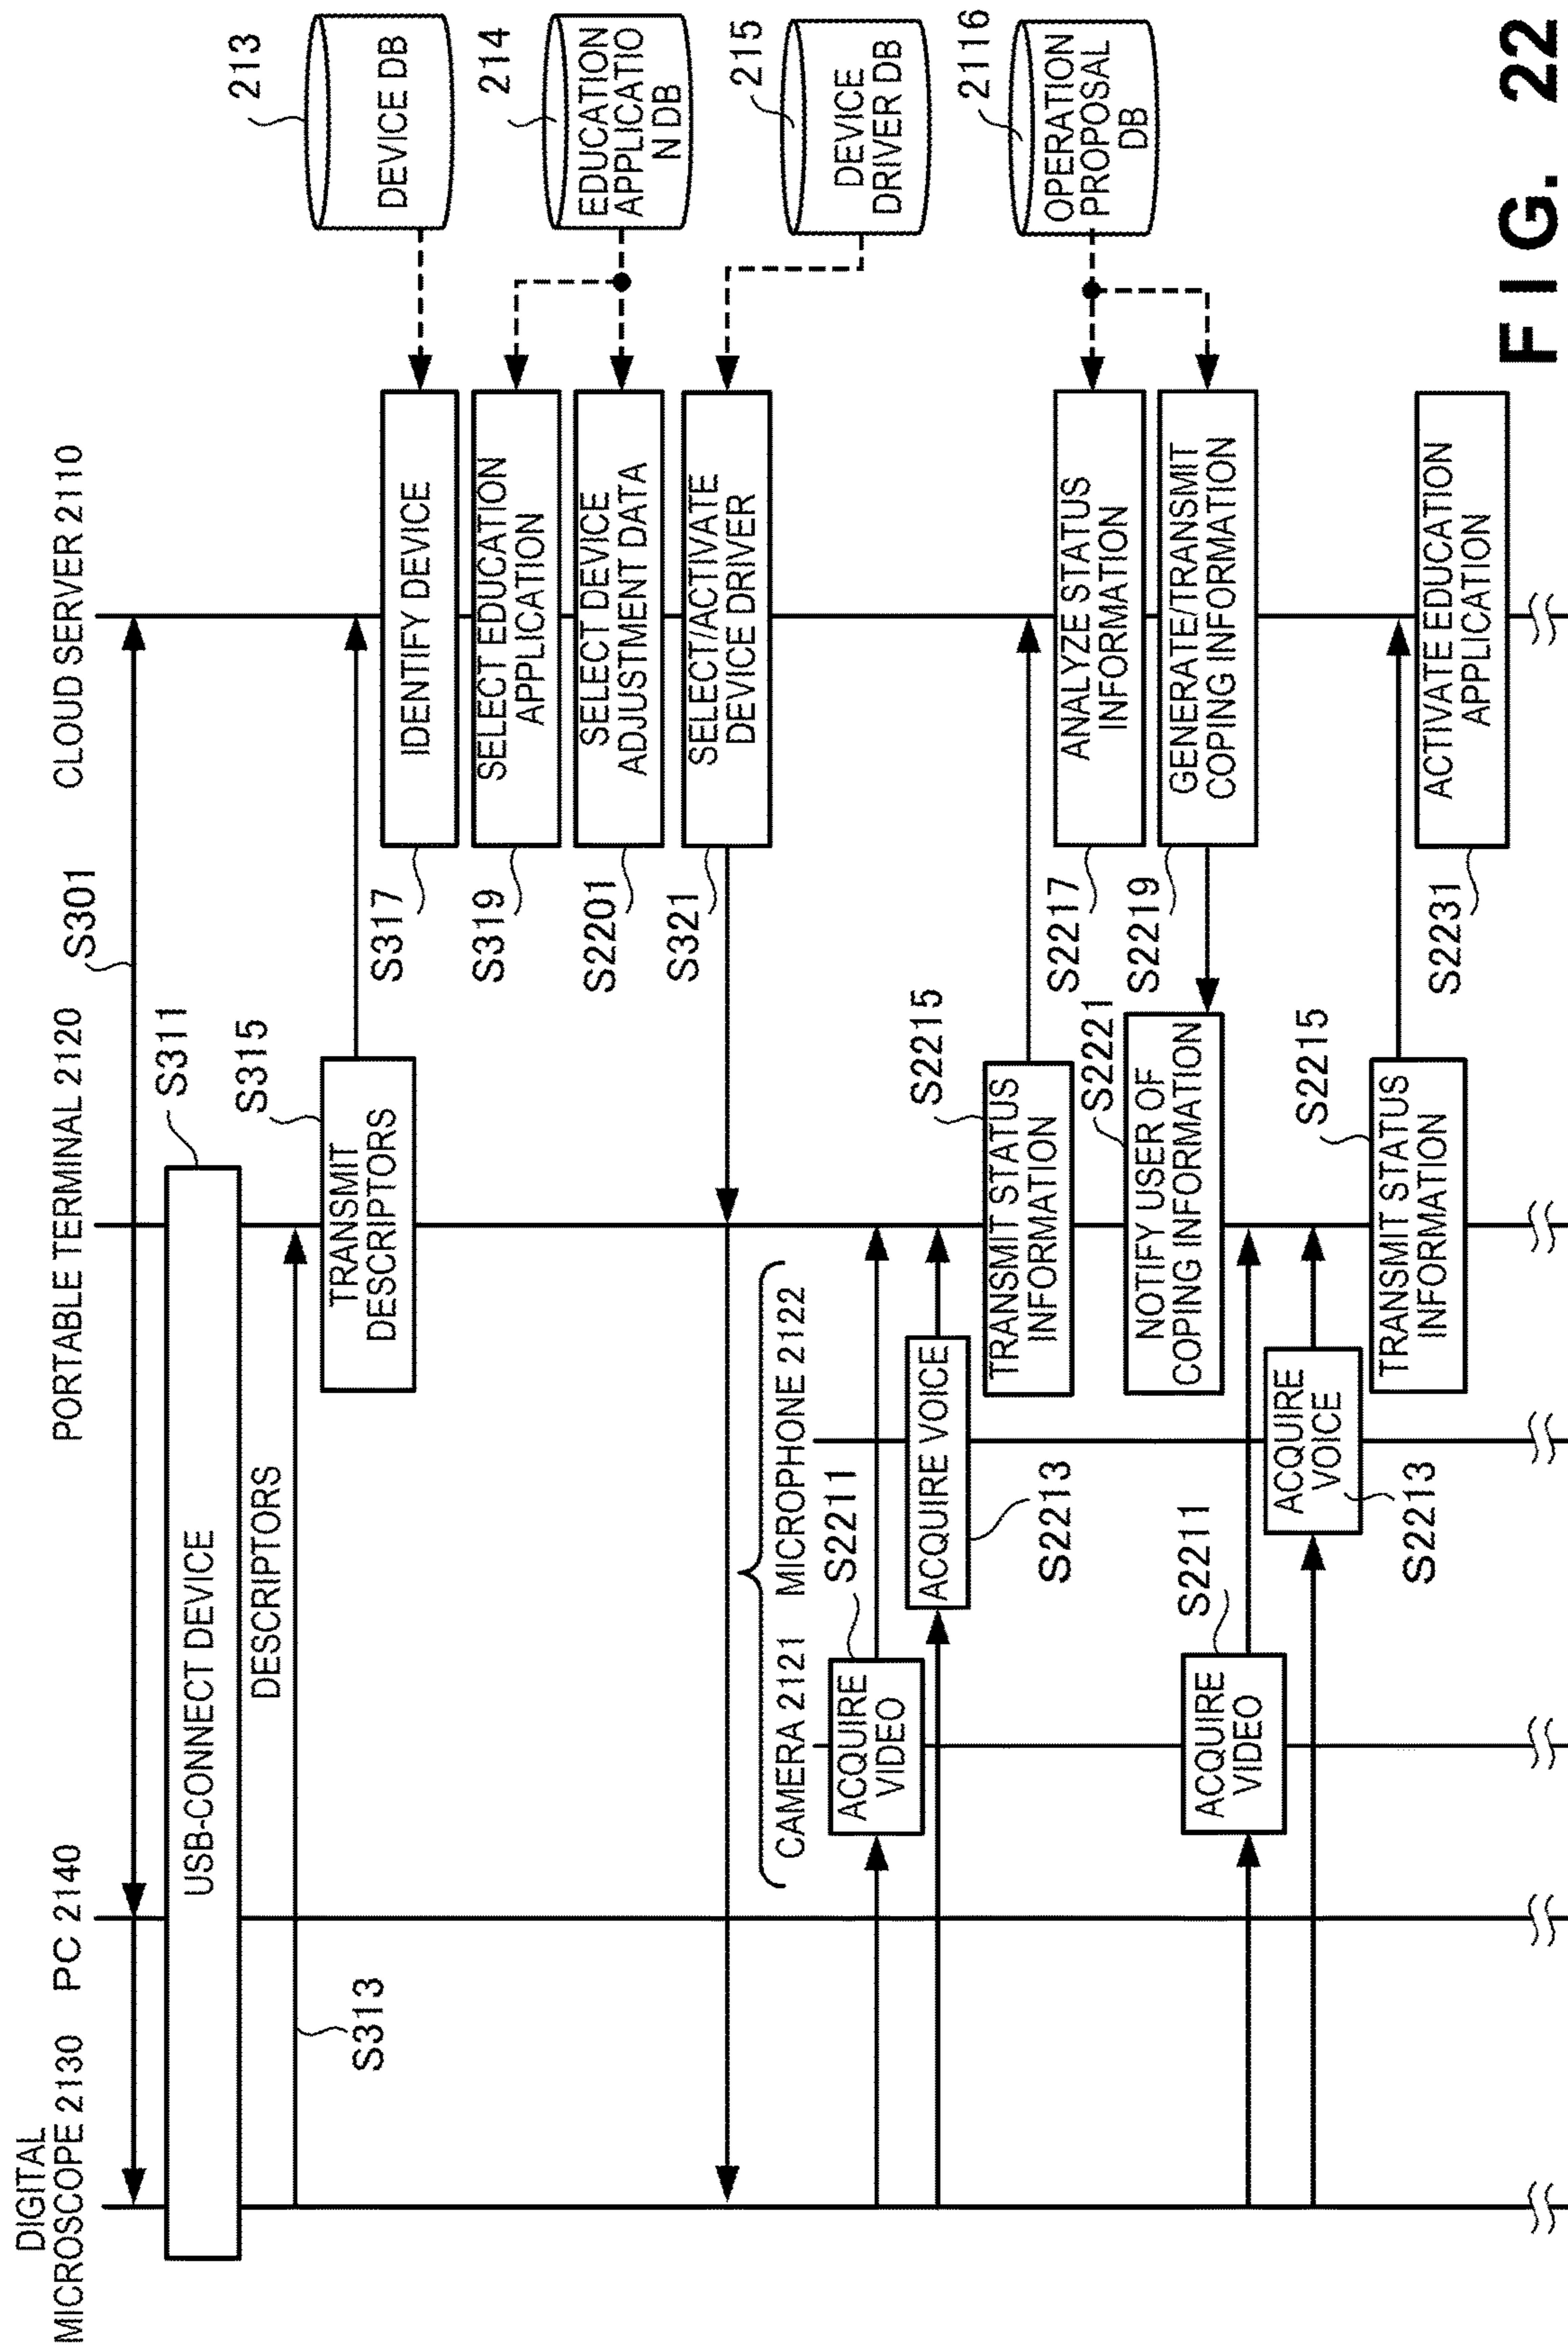 DIGITAL
MICROSCOPE 2130
PC 2140
PORTABLE TERMINAL 2120
CLOUD SERVER 2110
S301
USB-CONNECT DEVICE
S311
DESCRIPTORS
S313
S315
TRANSMIT
DESCRIPTORS
213
DEVICE DB
IDENTIFY DEVICE
S317
214
EDUCATION
APPLICATIO
N DB
SELECT EDUCATION
APPLICATION
S319
SELECT DEVICE
ADJUSTMENT DATA
S2201
215
DEVICE
DRIVER DB
SELECT/ACTIVATE
DEVICE DRIVER
S321
CAMERA 2121
MICROPHONE 2122
ACQUIRE
VIDEO
S2211
ACQUIRE VOICE
S2213
S2215
TRANSMIT STATUS
INFORMATION
2116
OPERATION
PROPOSAL
DB
ANALYZE STATUS
INFORMATION
S2217
GENERATE/TRANSMIT
COPING INFORMATION
S2219
S2221
NOTIFY USER OF
COPING INFORMATION
ACQUIRE
VIDEO
S2211
ACQUIRE
VOICE
S2213
S2215
TRANSMIT STATUS
INFORMATION
ACTIVATE EDUCATION
APPLICATION
S2231
FIG. 22